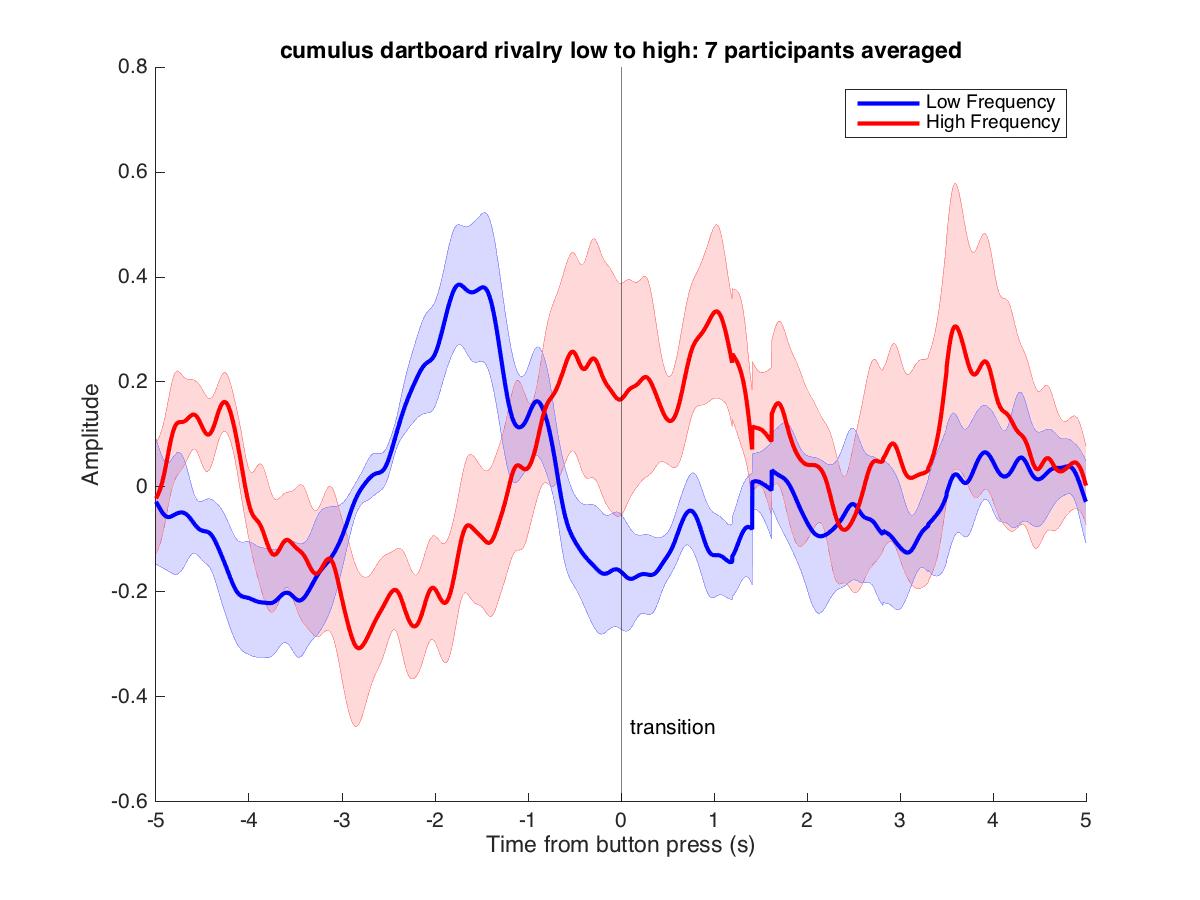 cumulus dartboard rivalry low to high: 7 participants averaged
Low Frequency
High Frequency
0.8
0.6
0.4
0.2
0
-0.2
-0.4
-0.6
Amplitude
transition
-5 -4 -3 -2 -1 0 1 2 3 4 5
Time from button press (s)